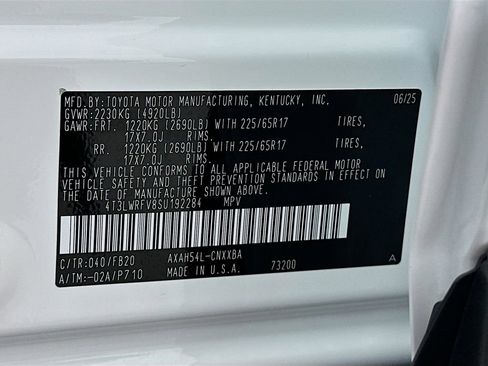 MFD.BY:TOYOTA MOTOR MANUFACTURING, KENTUCKY, INC. 06/25
GVWR:2230KG (4920LB)
GAWR:FRT. 1220KG (2690LB) WITH 225/65R17 TIRES,
17X7.0J RIMS.
RR. 1220KG (2690LB) WITH 225/65R17 TIRES,
17X7.0J RIMS.
THIS VEHICLE CONFORMS TO ALL APPLICABLE FEDERAL MOTOR
VEHICLE SAFETY AND THEFT PREVENTION STANDARDS IN EFFECT
ON THE DATE OF MANUFACTURE SHOWN ABOVE.
4T3LWRFV8SU192284 MPV
C/TR:040/FB20 AXAH54L-CNXXBA
A/TM:-02A/P710 MADE IN U.S.A. 73200 A